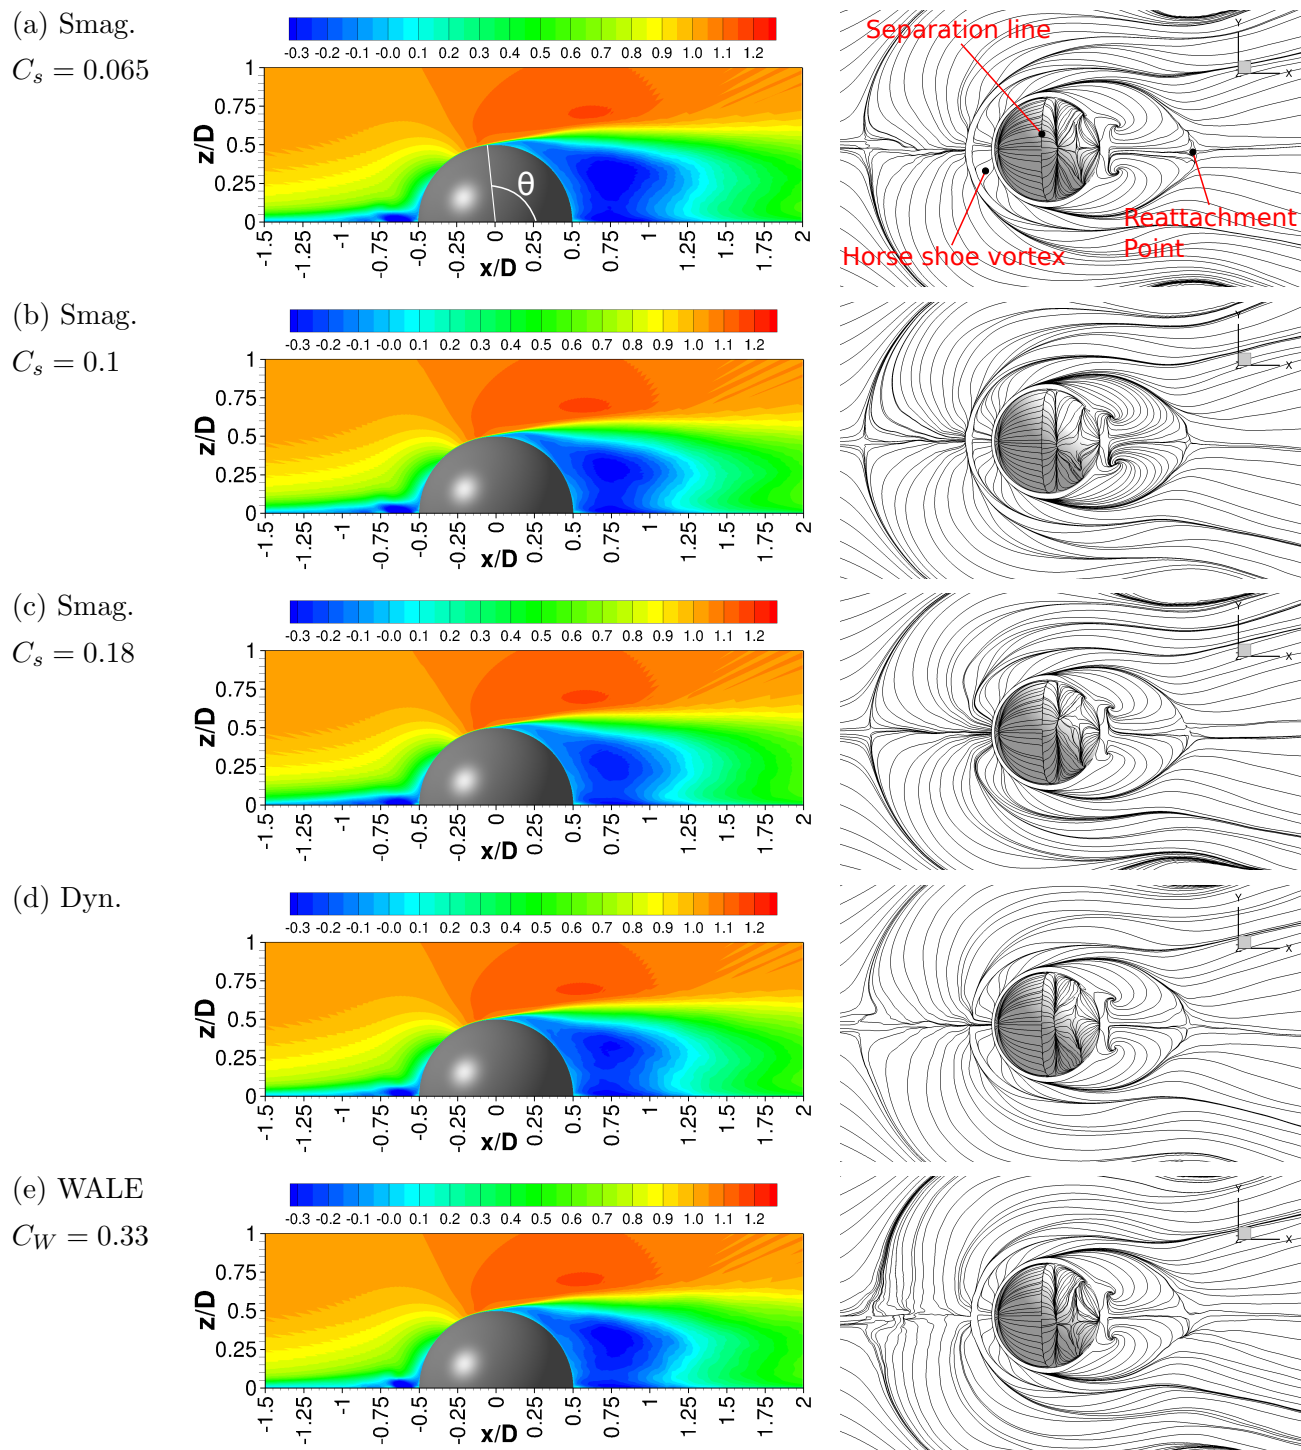 (a) Smag.
C_s = 0.065
-0.3 -0.2 -0.1 -0.0 0.1 0.2 0.3 0.4 0.5 0.6 0.7 0.8 0.9 1.0 1.1 1.2
1
0.75
0.5
0.25
0
z/D
θ
-1.5 -1.25 -1 -0.75 -0.5 -0.25 0 0.25 0.5 0.75 1 1.25 1.5 1.75 2
x/D
Separation line
Y
X
Reattachment
Point
Horse shoe vortex
(b) Smag.
C_s = 0.1
-0.3 -0.2 -0.1 -0.0 0.1 0.2 0.3 0.4 0.5 0.6 0.7 0.8 0.9 1.0 1.1 1.2
1
0.75
0.5
0.25
0
z/D
-1.5 -1.25 -1 -0.75 -0.5 -0.25 0 0.25 0.5 0.75 1 1.25 1.5 1.75 2
x/D
Y
X
(c) Smag.
C_s = 0.18
-0.3 -0.2 -0.1 -0.0 0.1 0.2 0.3 0.4 0.5 0.6 0.7 0.8 0.9 1.0 1.1 1.2
1
0.75
0.5
0.25
0
z/D
-1.5 -1.25 -1 -0.75 -0.5 -0.25 0 0.25 0.5 0.75 1 1.25 1.5 1.75 2
x/D
Y
X
(d) Dyn.
-0.3 -0.2 -0.1 -0.0 0.1 0.2 0.3 0.4 0.5 0.6 0.7 0.8 0.9 1.0 1.1 1.2
1
0.75
0.5
0.25
0
z/D
-1.5 -1.25 -1 -0.75 -0.5 -0.25 0 0.25 0.5 0.75 1 1.25 1.5 1.75 2
x/D
Y
X
(e) WALE
C_W = 0.33
-0.3 -0.2 -0.1 -0.0 0.1 0.2 0.3 0.4 0.5 0.6 0.7 0.8 0.9 1.0 1.1 1.2
1
0.75
0.5
0.25
0
z/D
-1.5 -1.25 -1 -0.75 -0.5 -0.25 0 0.25 0.5 0.75 1 1.25 1.5 1.75 2
x/D
Y
X